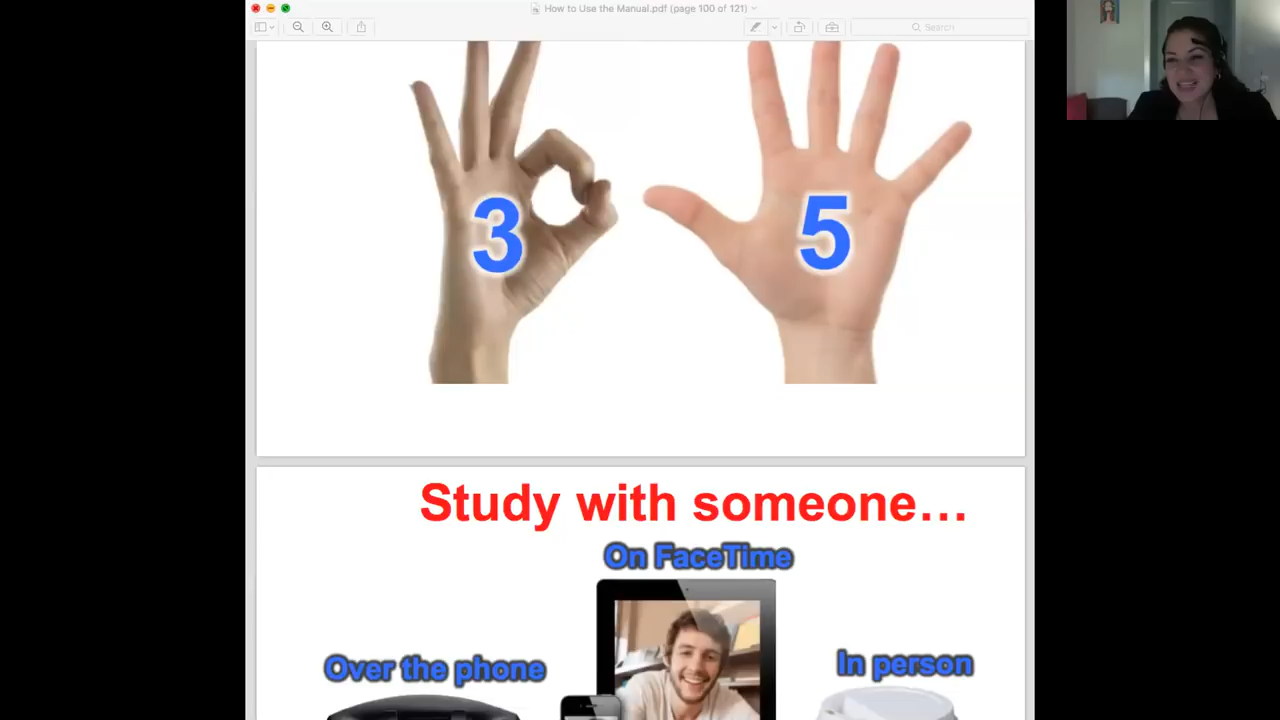 How to Use the Manual.pdf (page 100 of 121)
Search
3
5
Study with someone…
On FaceTime
Over the phone
In person